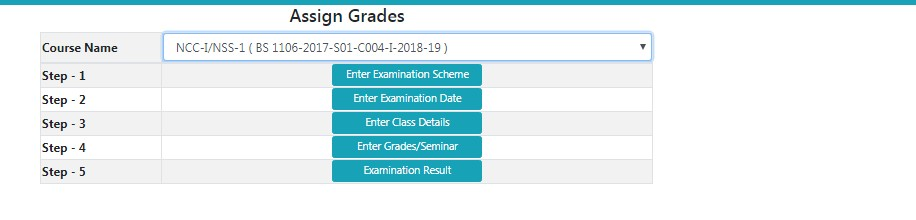 Assign Grades
Course Name NCC-I/NSS-1 ( BS 1106-2017-S01-C004-I-2018-19 )
Step - 1 Enter Examination Scheme
Step - 2 Enter Examination Date
Step - 3 Enter Class Details
Step - 4 Enter Grades/Seminar
Step - 5 Examination Result